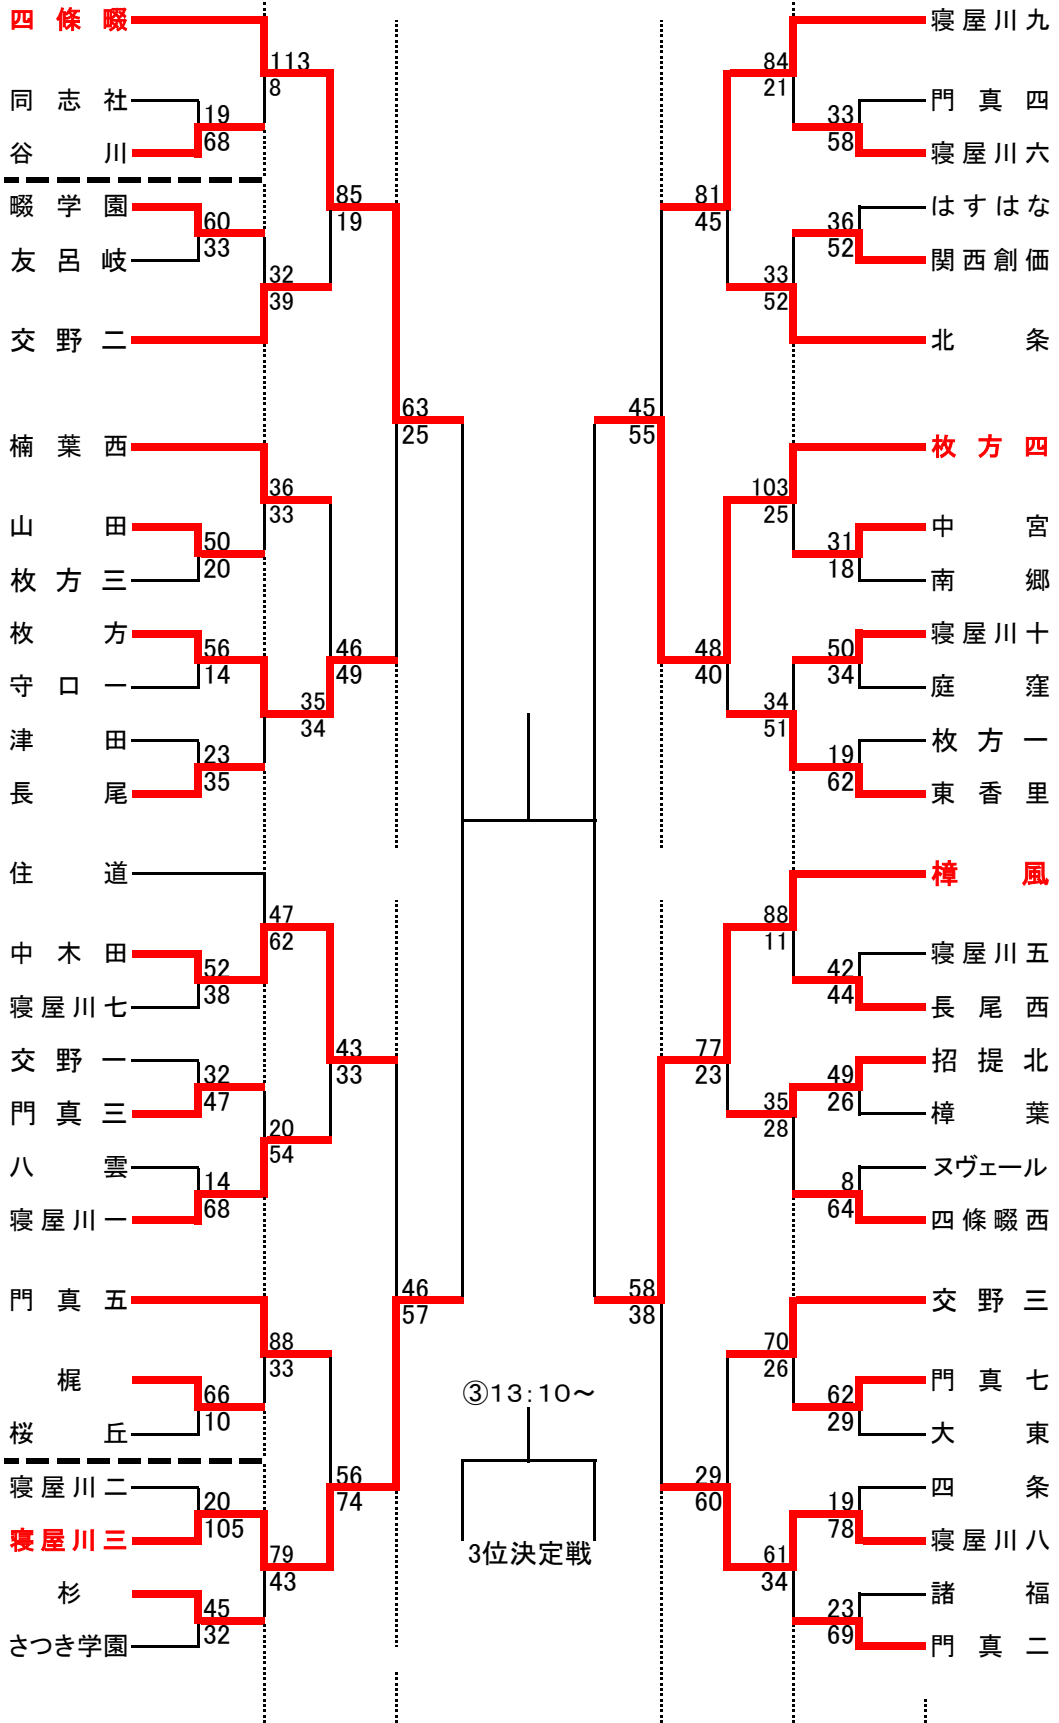 四條畷 寝屋川九
113 84
8 21
同志社 門真四
19 33
68 58
谷川 寝屋川六
85 81
19 45
畷学園 はすはな
60 36
33 52
友呂岐 関西創価
32 33
39 52
交野二 北条
63 45
25 55
楠葉西 枚方四
36 103
33 25
山田 中宮
50 31
20 18
枚方三 南郷
枚方 寝屋川十
56 46 48 50
14 49 40 34
守口一 庭窪
35 34
34 51
津田 枚方一
23 19
35 62
長尾 東香里
住道 樟風
47 88
62 11
中木田 寝屋川五
52 42
38 44
寝屋川七 長尾西
43 77
33 23
交野一 招提北
32 49
47 26
門真三 樟葉
20 35
54 28
八雲 ヌヴェール
14 8
68 64
寝屋川一 四條畷西
46 58
57 38
門真五 交野三
88 70
33 26
梶 門真七
66 ③13:10~ 62
10 29
桜丘 大東
56 29
74 60
寝屋川二 四条
20 19
105 78
寝屋川三 寝屋川八
3位決定戦
79 61
43 34
杉 諸福
45 23
32 69
さつき学園 門真二